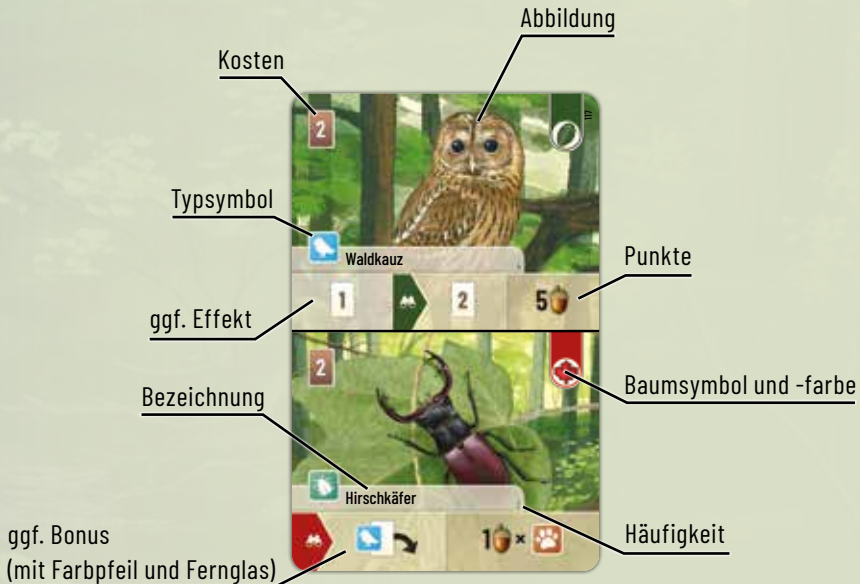 Abbildung
Kosten
2
117
Typsymbol
Waldkauz
Punkte
1 2 5
ggf. Effekt
2
Baumsymbol und -farbe
Bezeichnung
Hirschkäfer
Häufigkeit
ggf. Bonus
(mit Farbpfeil und Fernglas)
1 ×